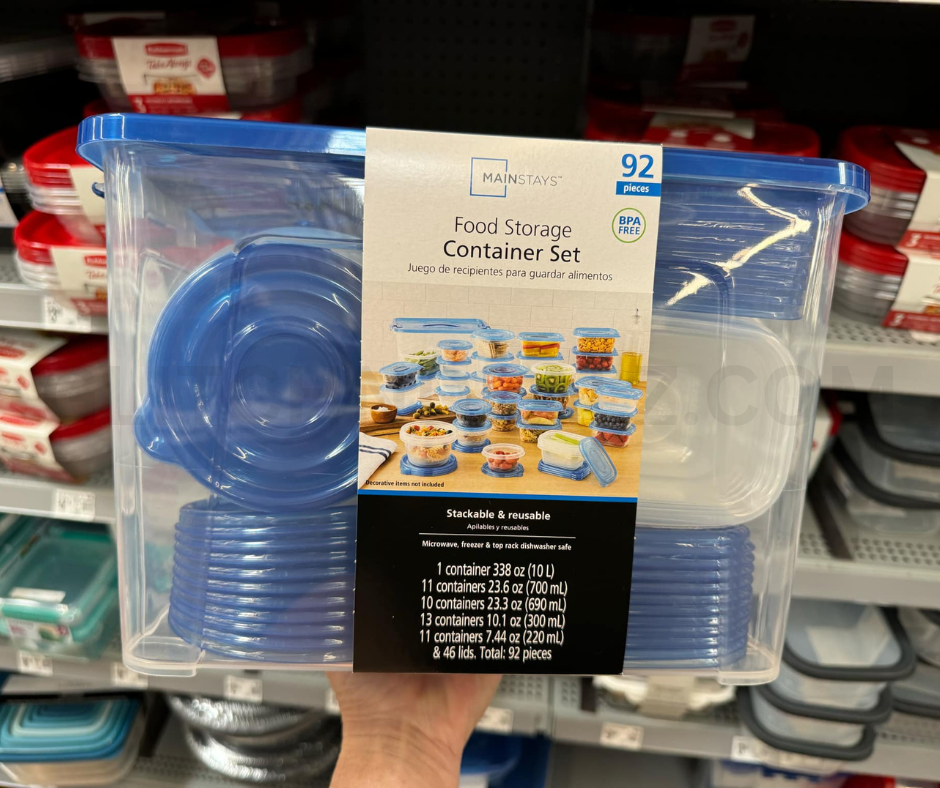 Rubbermaid
TakeAlongs
MAINSTAYS™
92
pieces
BPA
FREE
Food Storage
Container Set
Juego de recipientes para guardar alimentos
Decorative items not included
Stackable & reusable
Apilables y reusables
Microwave, freezer & top rack dishwasher safe
1 container 338 oz (10 L)
11 containers 23.6 oz (700 mL)
10 containers 23.3 oz (690 mL)
13 containers 10.1 oz (300 mL)
11 containers 7.44 oz (220 mL)
& 46 lids. Total: 92 pieces